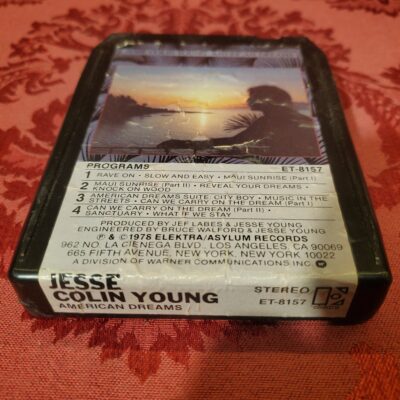 PROGRAMS
ET-8157
1 RAVE ON • SLOW AND EASY • MAUI SUNRISE (Part I)
2 MAUI SUNRISE (Part II) • REVEAL YOUR DREAMS •
KNOCK ON WOOD
3 AMERICAN DREAMS SUITE: CITY BOY • MUSIC IN THE
STREETS • CAN WE CARRY ON THE DREAM (Part I)
4 CAN WE CARRY ON THE DREAM (Part II) •
SANCTUARY • WHAT IF WE STAY
PRODUCED BY JEF LABES & JESSE YOUNG
ENGINEERED BY BRUCE WALFORD & JESSE YOUNG
℗ & © 1978 ELEKTRA/ASYLUM RECORDS
962 NO. LA CIENEGA BLVD., LOS ANGELES, CA 90069
665 FIFTH AVENUE, NEW YORK, NEW YORK 10022
A DIVISION OF WARNER COMMUNICATIONS INC.
JESSE
COLIN YOUNG
AMERICAN DREAMS
STEREO
ET-8157